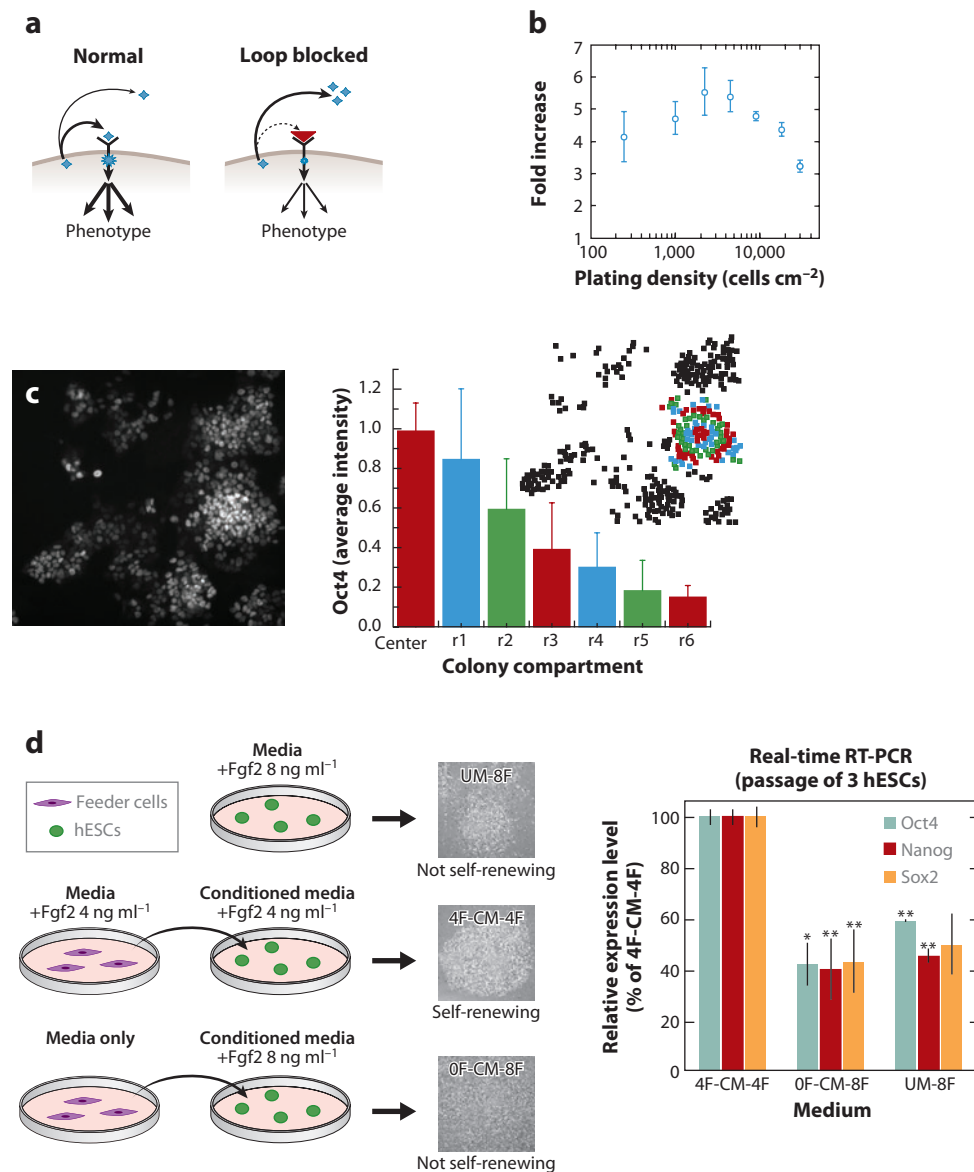 a
Normal
Loop blocked
Phenotype
Phenotype
b
Fold increase
7
6
5
4
3
2
1
100
1,000
10,000
Plating density (cells cm⁻²)
c
Oct4 (average intensity)
1.2
1.0
0.8
0.6
0.4
0.2
0.0
Center r1 r2 r3 r4 r5 r6
Colony compartment
d
Feeder cells
hESCs
Media
+Fgf2 8 ng ml⁻¹
UM-8F
Not self-renewing
Media
+Fgf2 4 ng ml⁻¹
Conditioned media
+Fgf2 4 ng ml⁻¹
4F-CM-4F
Self-renewing
Media only
Conditioned media
+Fgf2 8 ng ml⁻¹
0F-CM-8F
Not self-renewing
Real-time RT-PCR
(passage of 3 hESCs)
Relative expression level
(% of 4F-CM-4F)
100
80
60
40
20
0
Oct4
Nanog
Sox2
* ** **
** **
4F-CM-4F 0F-CM-8F UM-8F
Medium